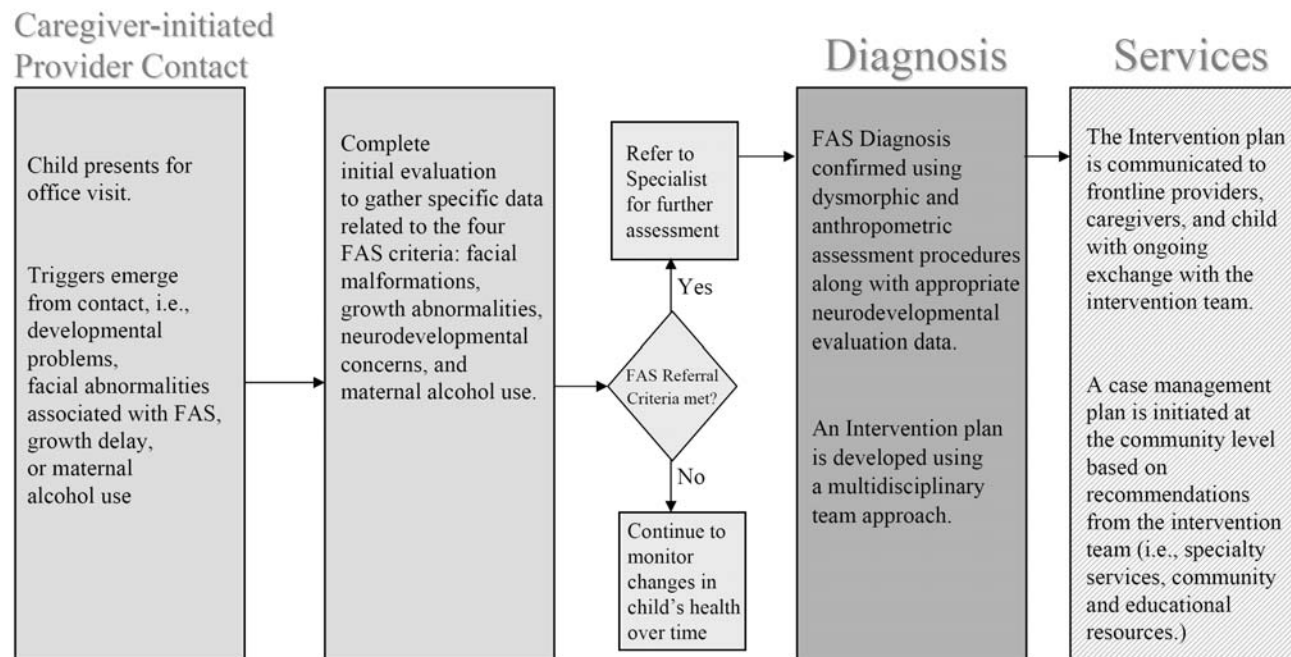 Caregiver-initiated
Provider Contact
Child presents for
office visit.
Triggers emerge
from contact, i.e.,
developmental
problems,
facial abnormalities
associated with FAS,
growth delay,
or maternal
alcohol use
Complete
initial evaluation
to gather specific data
related to the four
FAS criteria: facial
malformations,
growth abnormalities,
neurodevelopmental
concerns, and
maternal alcohol use.
Refer to
Specialist
for further
assessment
Yes
FAS Referral
Criteria met?
No
Continue to
monitor
changes in
child’s health
over time
Diagnosis
FAS Diagnosis
confirmed using
dysmorphic and
anthropometric
assessment procedures
along with appropriate
neurodevelopmental
evaluation data.
An Intervention plan
is developed using
a multidisciplinary
team approach.
Services
The Intervention plan
is communicated to
frontline providers,
caregivers, and child
with ongoing
exchange with the
intervention team.
A case management
plan is initiated at
the community level
based on
recommendations
from the intervention
team (i.e., specialty
services, community
and educational
resources.)